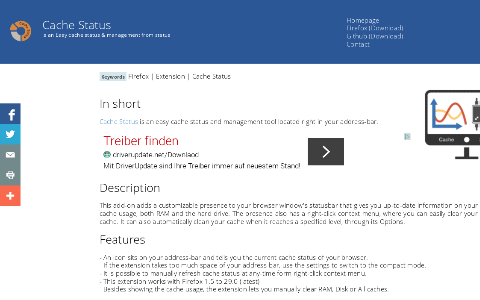 Cache Status
is an Easy cache status & management from status
Homepage
Firefox (Download)
Github (Download)
Contact
Keywords Firefox | Extension | Cache Status
In short
Cache Status is an easy cache status and management tool located right in your address-bar.
Treiber finden
driverupdate.net/Downlaod
Mit DriverUpdate sind Ihre Treiber immer auf neuestem Stand!
Cache
Description
This add-on adds a customizable presence to your browser window's statusbar that gives you up-to-date information on your
cache usage, both RAM and the hard drive. The presence also has a right-click context menu, where you can easily clear your
cache. It can also automatically clean your cache when it reaches a specified level, through its Options.
Features
- An icon sits on your address-bar and tells you the current cache status of your browser.
If the extension takes too much space of your address bar, use the settings to switch to the compact mode.
- It is possible to manually refresh cache status at any time form right click context menu.
- This extension works with Firefox 1.5 to 29.0 (latest)
Besides showing the cache usage, the extension lets you manually clear RAM, Disk or All caches.